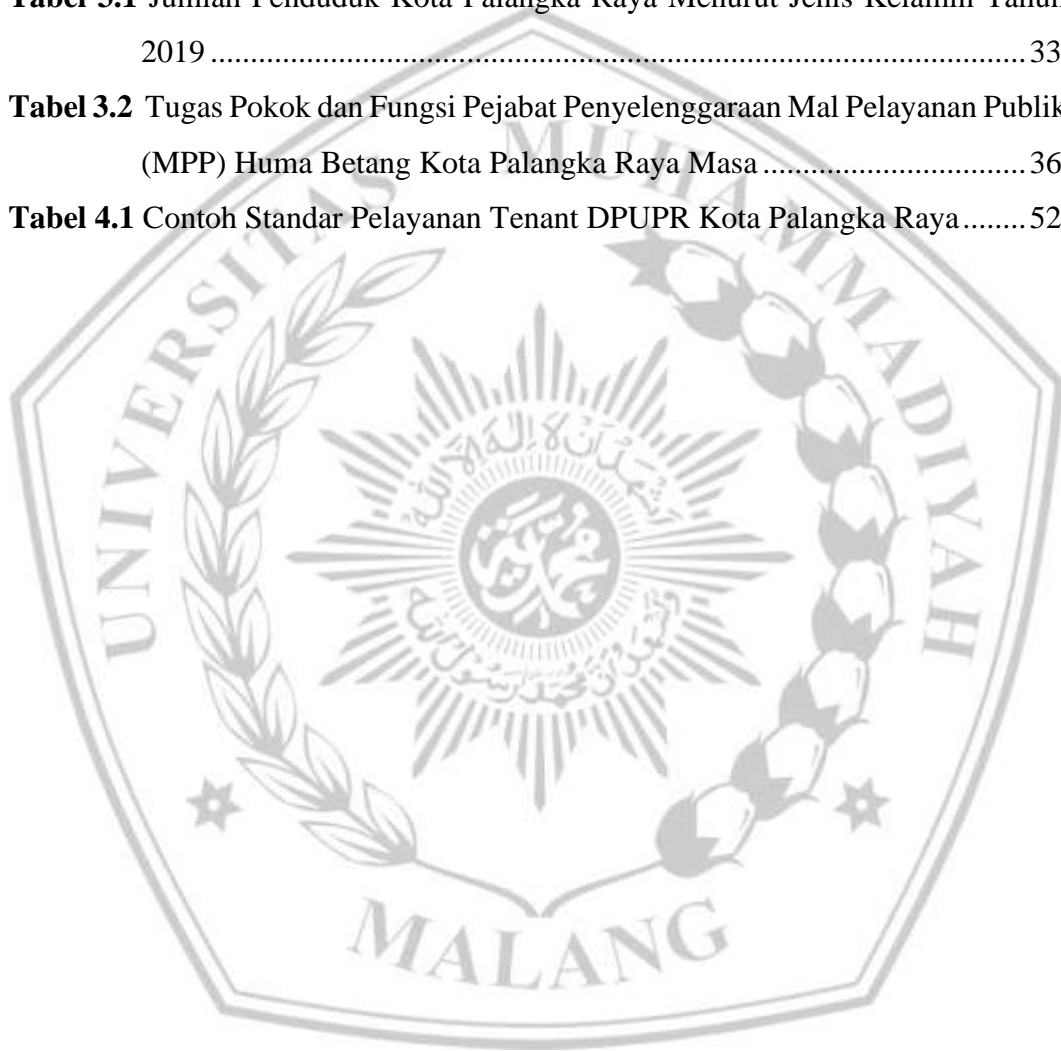 Tabel 3.1 Jumlah Penduduk Kota Palangka Raya Menurut Jenis Kelamin Tahun
2019 ........................................................................................................ 33
Tabel 3.2 Tugas Pokok dan Fungsi Pejabat Penyelenggaraan Mal Pelayanan Publik
(MPP) Huma Betang Kota Palangka Raya Masa ................................. 36
Tabel 4.1 Contoh Standar Pelayanan Tenant DPUPR Kota Palangka Raya ........ 52
UNIVERSITAS MUHAMMADIYAH
MALANG